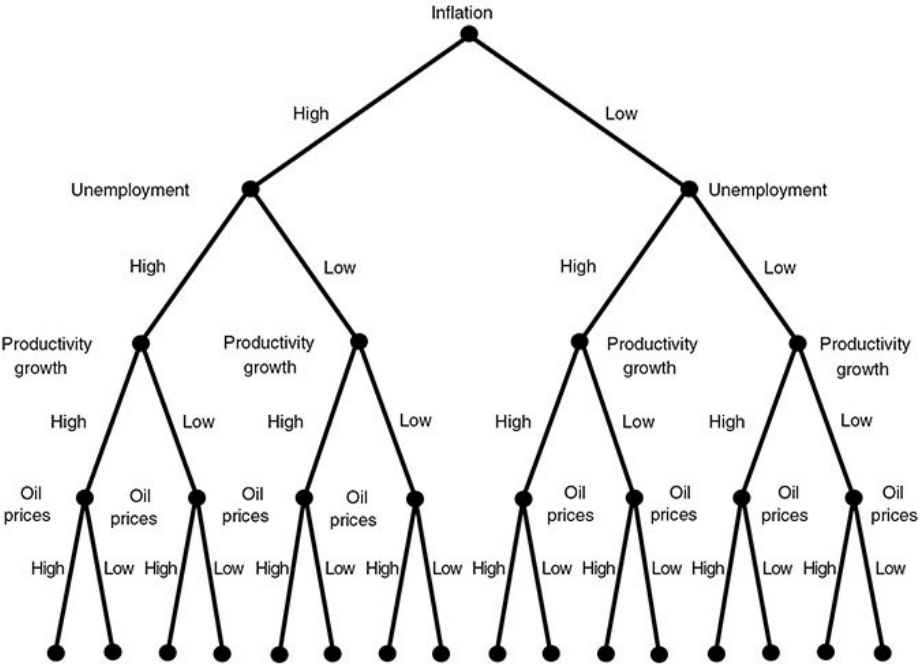 Inflation
High
Low
Unemployment
Unemployment
High
Low
High
Low
Productivity
growth
Productivity
growth
Productivity
growth
Productivity
growth
High
Low
High
Low
High
Low
High
Low
Oil
prices
Oil
prices
Oil
prices
Oil
prices
Oil
prices
Oil
prices
Oil
prices
Oil
prices
High
Low
High
Low
High
Low
High
Low
High
Low
High
Low
High
Low
High
Low